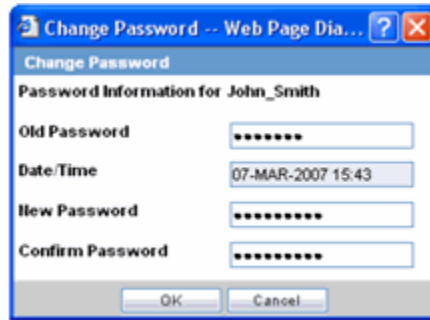 Change Password -- Web Page Dia...
Change Password
Password Information for John_Smith
Old Password •••••••
Date/Time 07-MAR-2007 15:43
New Password •••••••••
Confirm Password •••••••••
OK Cancel